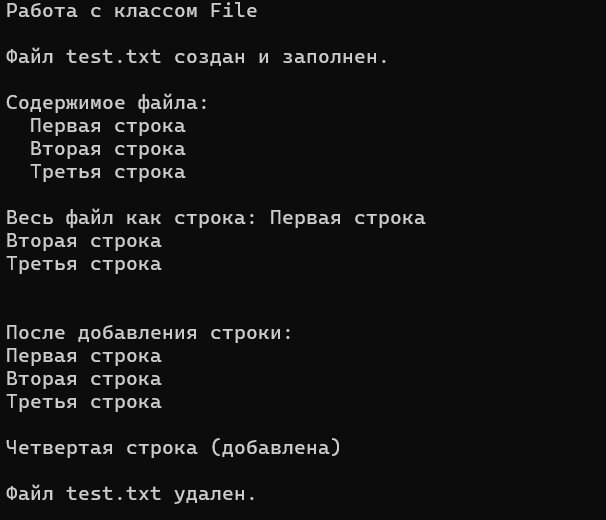 Работа с классом File
Файл test.txt создан и заполнен.
Содержимое файла:
Первая строка
Вторая строка
Третья строка
Весь файл как строка: Первая строка
Вторая строка
Третья строка
После добавления строки:
Первая строка
Вторая строка
Третья строка
Четвертая строка (добавлена)
Файл test.txt удален.